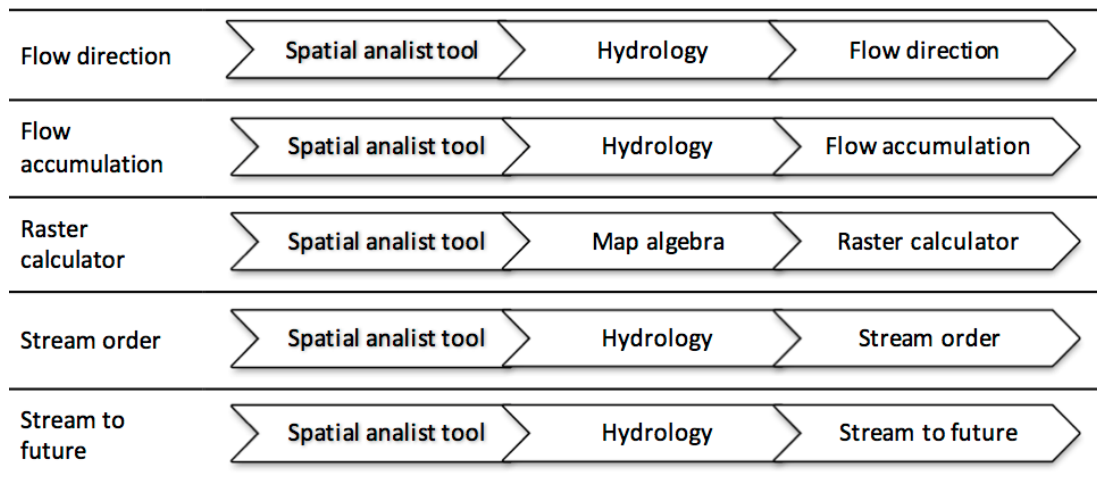 Flow direction
Spatial analist tool
Hydrology
Flow direction
Flow
accumulation
Spatial analist tool
Hydrology
Flow accumulation
Raster
calculator
Spatial analist tool
Map algebra
Raster calculator
Stream order
Spatial analist tool
Hydrology
Stream order
Stream to
future
Spatial analist tool
Hydrology
Stream to future